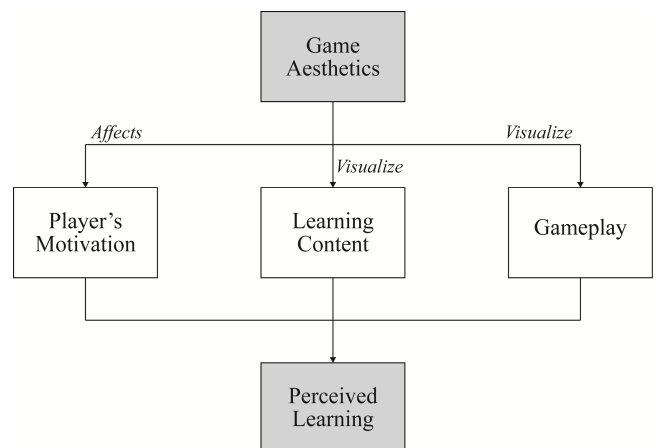 Game
Aesthetics
Affects
Visualize
Visualize
Player’s
Motivation
Learning
Content
Gameplay
Perceived
Learning